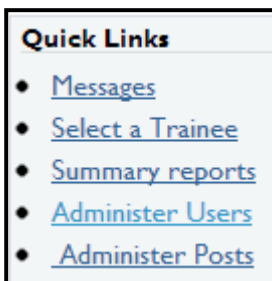 Quick Links
Messages
Select a Trainee
Summary reports
Administer Users
Administer Posts